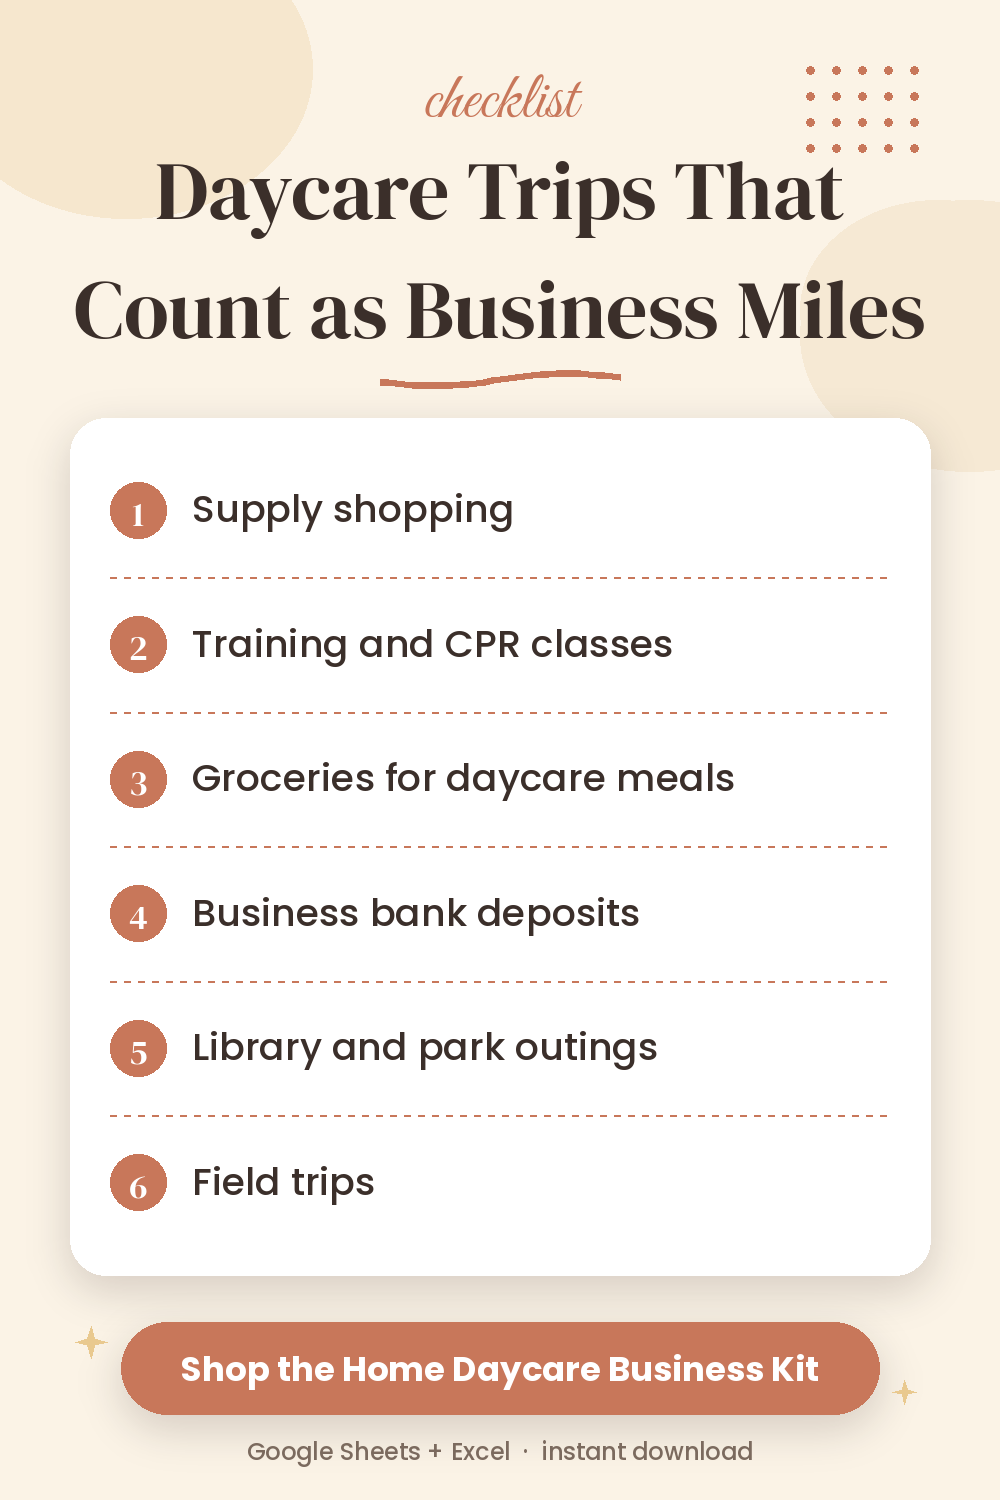 checklist
Daycare Trips That
Count as Business Miles
1 Supply shopping
2 Training and CPR classes
3 Groceries for daycare meals
4 Business bank deposits
5 Library and park outings
6 Field trips
Shop the Home Daycare Business Kit
Google Sheets + Excel · instant download